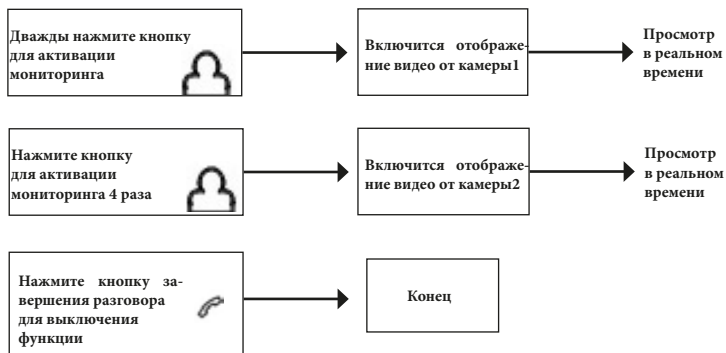 Дважды нажмите кнопку
для активации
мониторинга
Включится отображе-
ние видео от камеры1
Просмотр
в реальном
времени
Нажмите кнопку
для активации
мониторинга 4 раза
Включится отображе-
ние видео от камеры2
Просмотр
в реальном
времени
Нажмите кнопку за-
вершения разговора
для выключения
функции
Конец